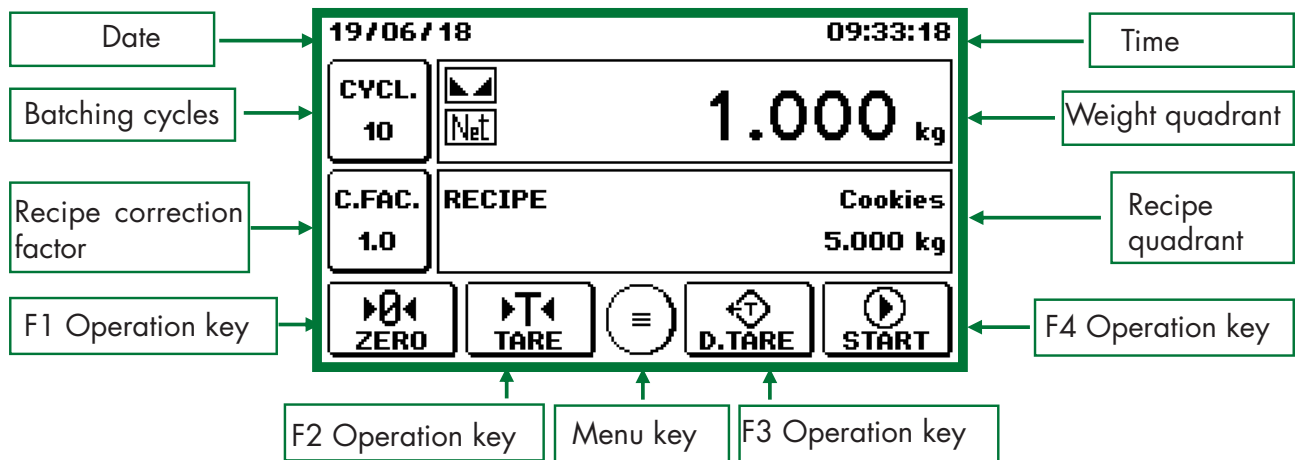 Date
19/06/18
09:33:18
Time
Batching cycles
CYCL.
10
Net
1.000 kg
Weight quadrant
Recipe correction
factor
C.FAC.
1.0
RECIPE
Cookies
5.000 kg
Recipe
quadrant
F1 Operation key
0
ZERO
T
TARE
≡
T
D.TARE
START
F4 Operation key
F2 Operation key
Menu key
F3 Operation key